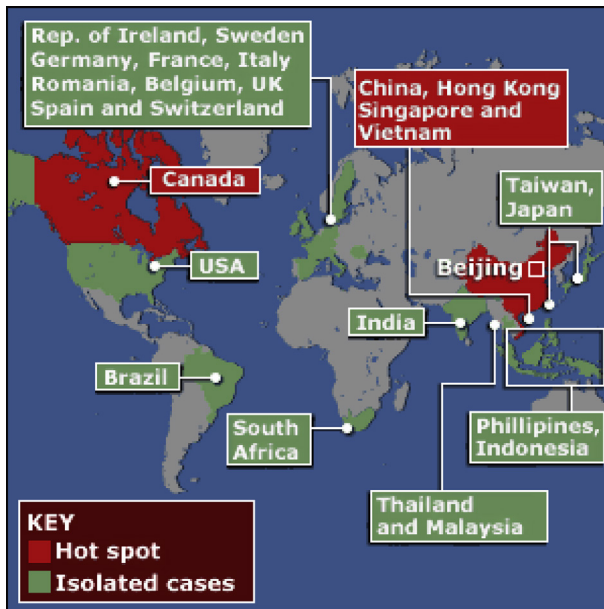 Rep. of Ireland, Sweden
Germany, France, Italy
Romania, Belgium, UK
Spain and Switzerland
China, Hong Kong
Singapore and
Vietnam
Canada
Taiwan,
Japan
USA
Beijing
India
Brazil
South
Africa
Phillipines,
Indonesia
Thailand
and Malaysia
KEY
Hot spot
Isolated cases